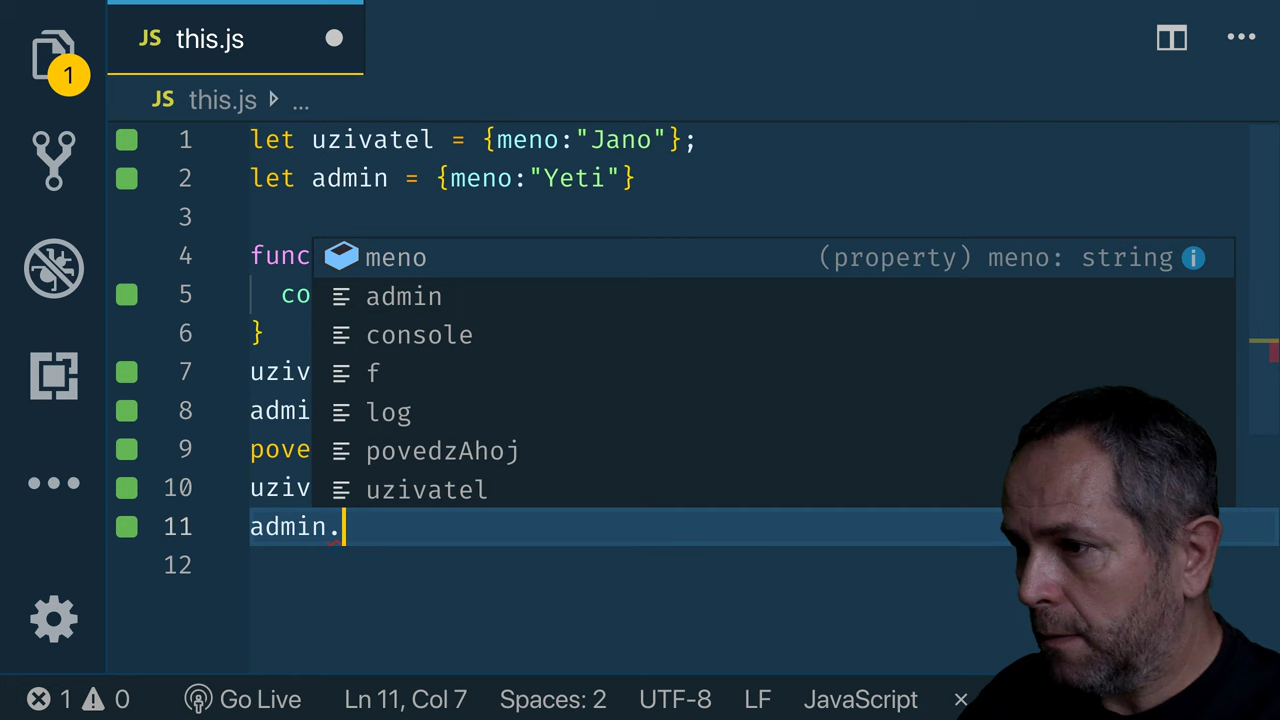 JS this.js
1
JS this.js ...
1 let uzivatel = {meno:"Jano"};
2 let admin = {meno:"Yeti"}
3
4 func
meno (property) meno: string
admin
5 co
console
6 }
7 uziv
f
8 admi
log
9 pove
povedzAhoj
10 uziv
uzivatel
11 admin.
12
1 0 Go Live Ln 11, Col 7 Spaces: 2 UTF-8 LF JavaScript